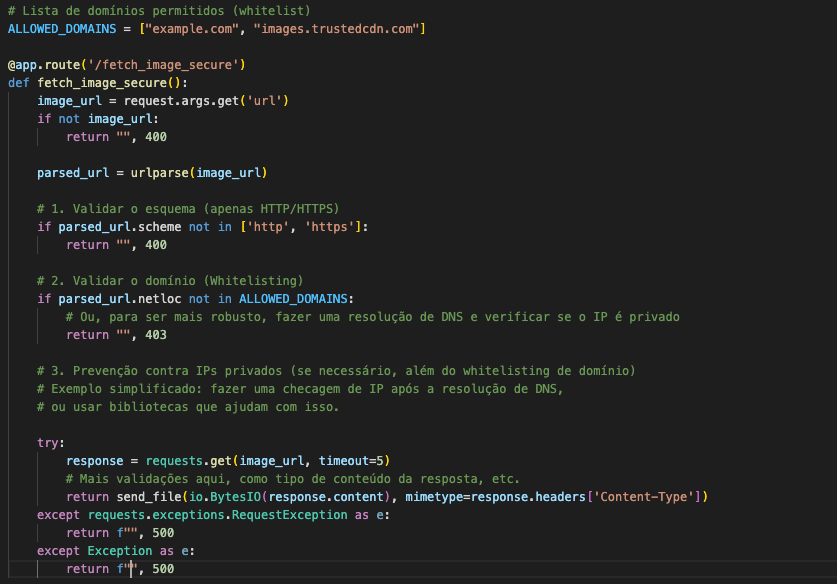 # Lista de domínios permitidos (whitelist)
ALLOWED_DOMAINS = ["example.com", "images.trustedcdn.com"]

@app.route('/fetch_image_secure')
def fetch_image_secure():
    image_url = request.args.get('url')
    if not image_url:
        return "", 400

    parsed_url = urlparse(image_url)

    # 1. Validar o esquema (apenas HTTP/HTTPS)
    if parsed_url.scheme not in ['http', 'https']:
        return "", 400

    # 2. Validar o domínio (Whitelisting)
    if parsed_url.netloc not in ALLOWED_DOMAINS:
        # Ou, para ser mais robusto, fazer uma resolução de DNS e verificar se o IP é privado
        return "", 403

    # 3. Prevenção contra IPs privados (se necessário, além do whitelisting de domínio)
    # Exemplo simplificado: fazer uma checagem de IP após a resolução de DNS,
    # ou usar bibliotecas que ajudam com isso.

    try:
        response = requests.get(image_url, timeout=5)
        # Mais validações aqui, como tipo de conteúdo da resposta, etc.
        return send_file(io.BytesIO(response.content), mimetype=response.headers['Content-Type'])
    except requests.exceptions.RequestException as e:
        return f"", 500
    except Exception as e:
        return f"", 500